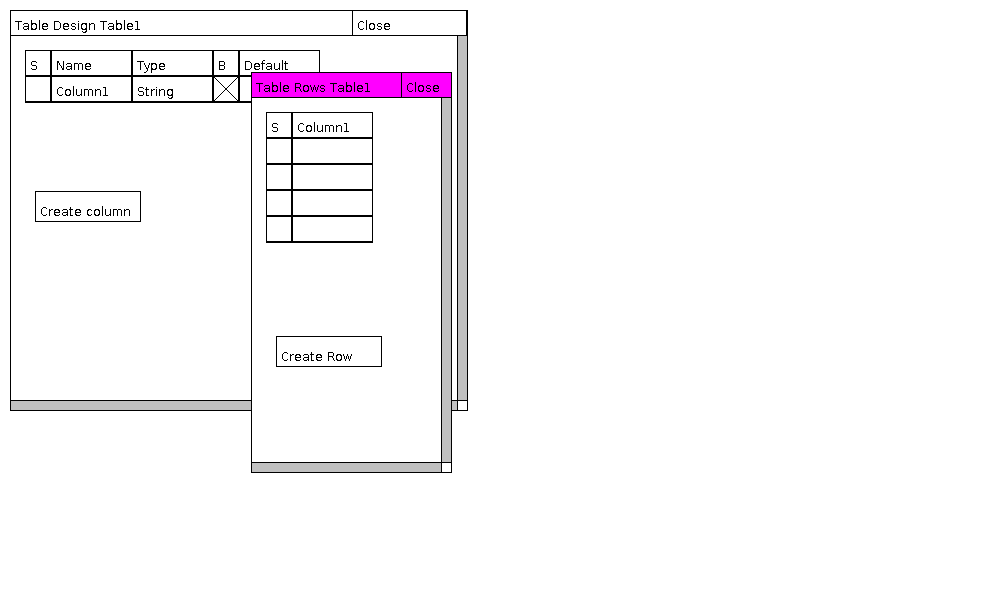 Table Design Table1 Close
S Name Type B Default
Column1 String
Create column
Table Rows Table1 Close
S Column1
Create Row